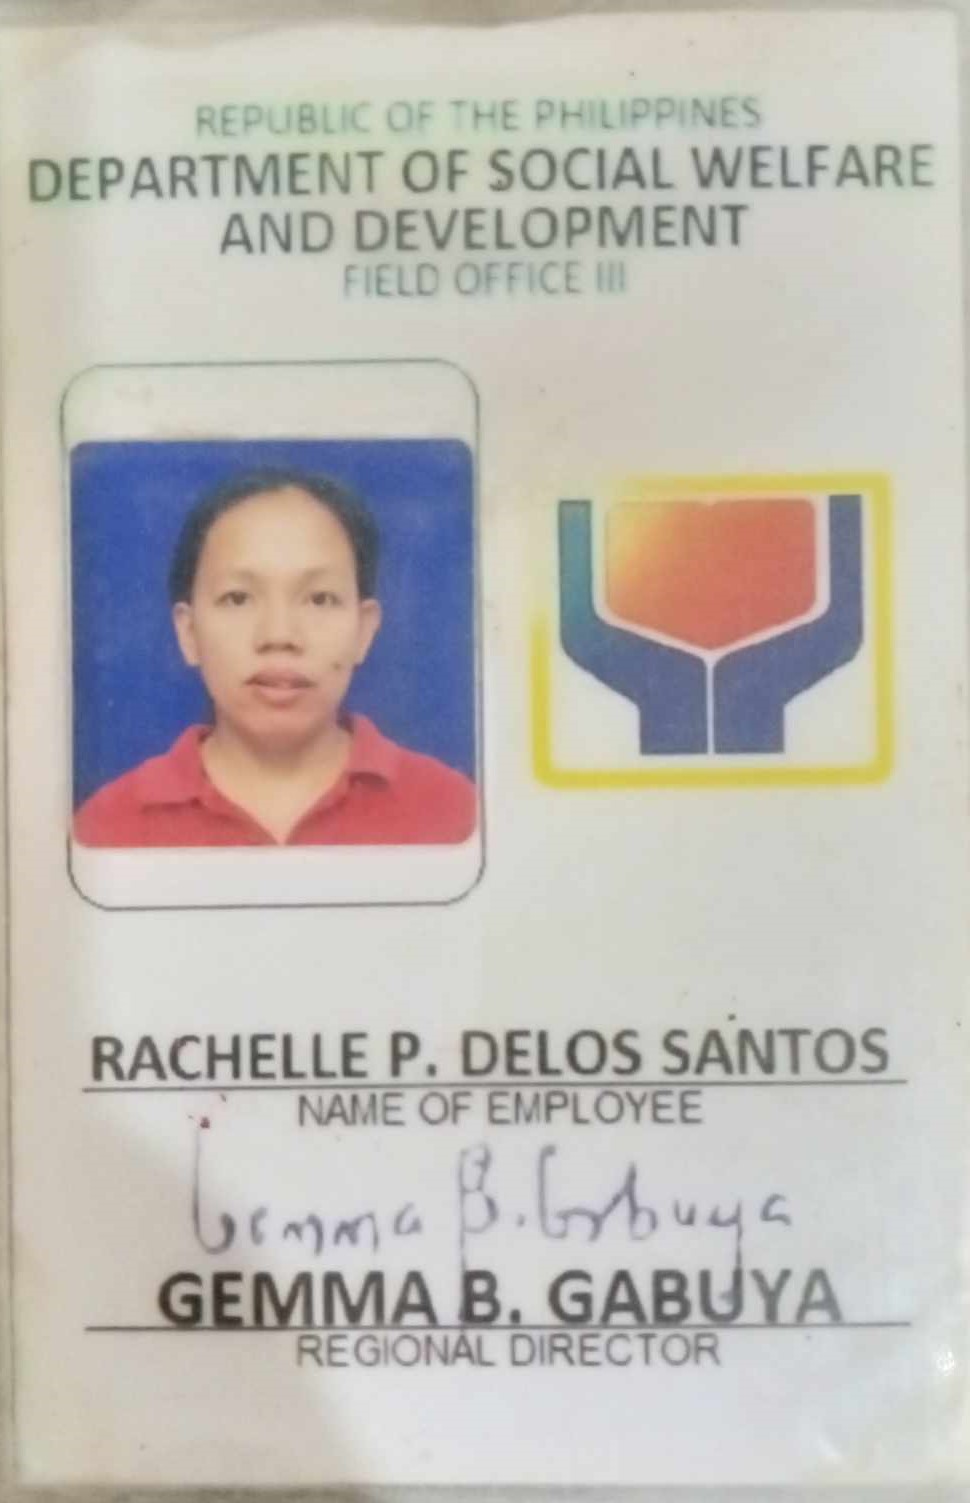 REPUBLIC OF THE PHILIPPINES
DEPARTMENT OF SOCIAL WELFARE
AND DEVELOPMENT
FIELD OFFICE III
RACHELLE P. DELOS SANTOS
NAME OF EMPLOYEE
Gemma B. Gabuya
GEMMA B. GABUYA
REGIONAL DIRECTOR